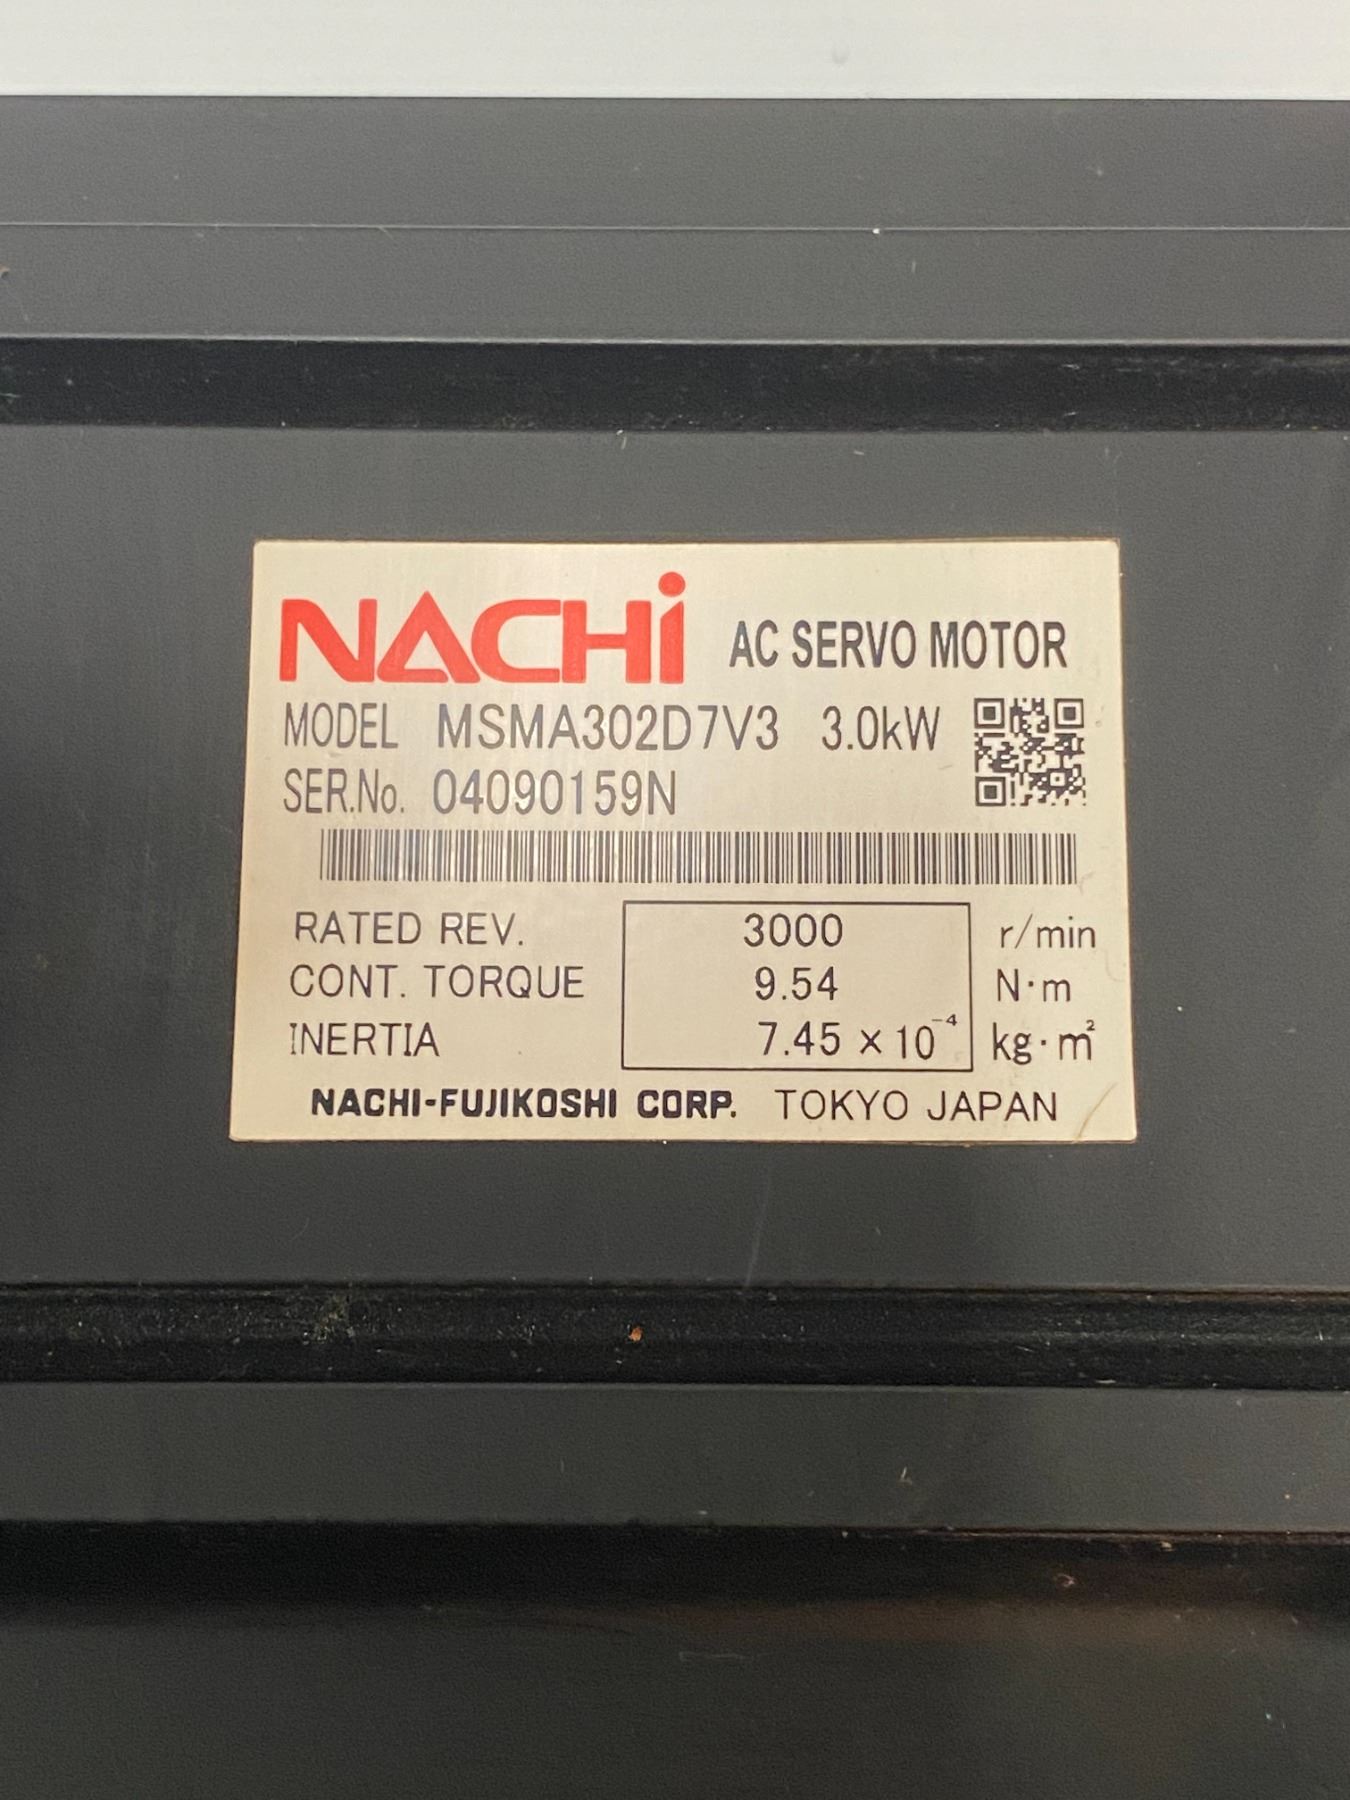 NACHi AC SERVO MOTOR
MODEL MSMA302D7V3 3.0kW
SER.No. 04090159N
RATED REV. 3000 r/min
CONT. TORQUE 9.54 N·m
INERTIA 7.45 × 10⁻⁴ kg·m²
NACHI-FUJIKOSHI CORP. TOKYO JAPAN